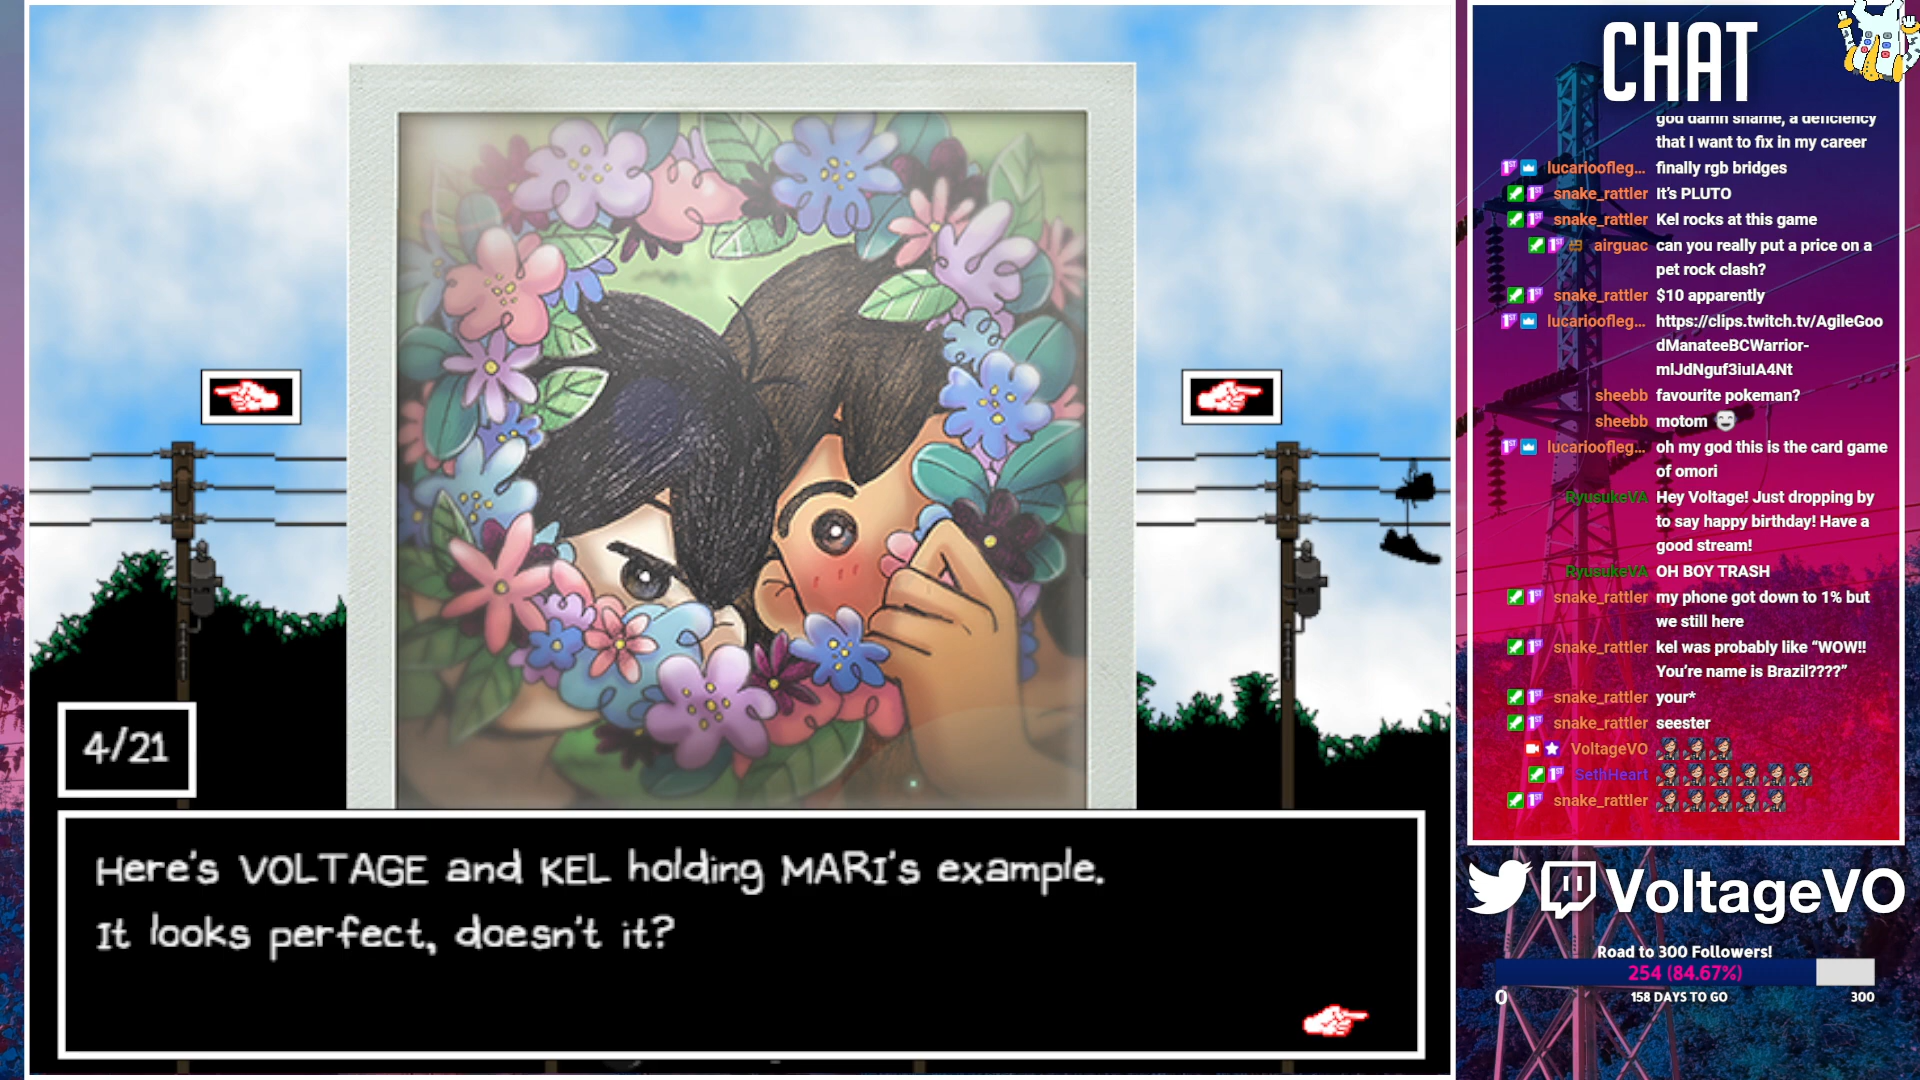 4/21
Here's VOLTAGE and KEL holding MARI's example.
It looks perfect, doesn't it?
CHAT
god damn shame, a deficiency
that I want to fix in my career
lucarioofleg... finally rgb bridges
snake_rattler It's PLUTO
snake_rattler Kel rocks at this game
airguac can you really put a price on a
pet rock clash?
snake_rattler $10 apparently
lucarioofleg... https://clips.twitch.tv/AgileGoo
dManateeBCWarrior-
mIJdNguf3iuIA4Nt
sheebb favourite pokeman?
sheebb motom
lucarioofleg... oh my god this is the card game
of omori
RyusukeVA Hey Voltage! Just dropping by
to say happy birthday! Have a
good stream!
RyusukeVA OH BOY TRASH
snake_rattler my phone got down to 1% but
we still here
snake_rattler kel was probably like “WOW!!
You're name is Brazil????”
snake_rattler your*
snake_rattler seester
VoltageVO
SethHeart
snake_rattler
VoltageVO
Road to 300 Followers!
254 (84.67%)
0 158 DAYS TO GO 300